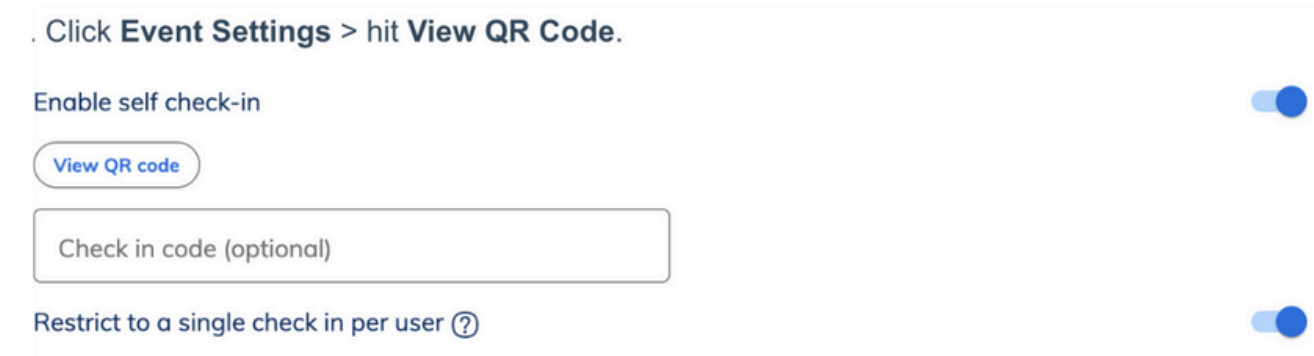 . Click Event Settings > hit View QR Code.
Enable self check-in
View QR code
Check in code (optional)
Restrict to a single check in per user ?